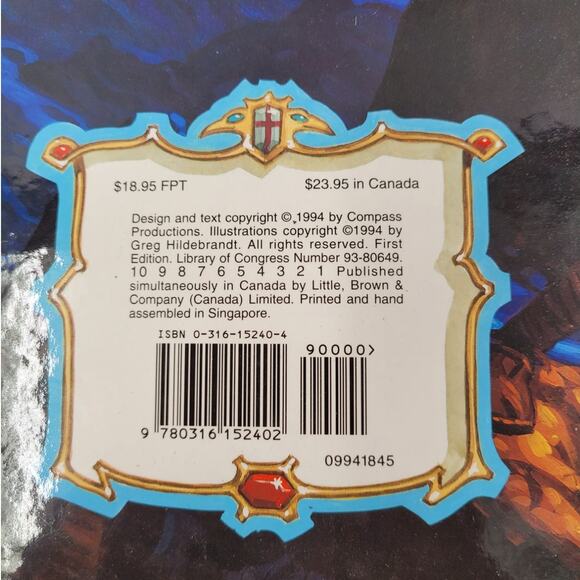 $18.95 FPT $23.95 in Canada
Design and text copyright © 1994 by Compass
Productions. Illustrations copyright ©1994 by
Greg Hildebrandt. All rights reserved. First
Edition. Library of Congress Number 93-80649.
10 9 8 7 6 5 4 3 2 1 Published
simultaneously in Canada by Little, Brown &
Company (Canada) Limited. Printed and hand
assembled in Singapore.
ISBN 0-316-15240-4
90000>
9 780316 152402
09941845